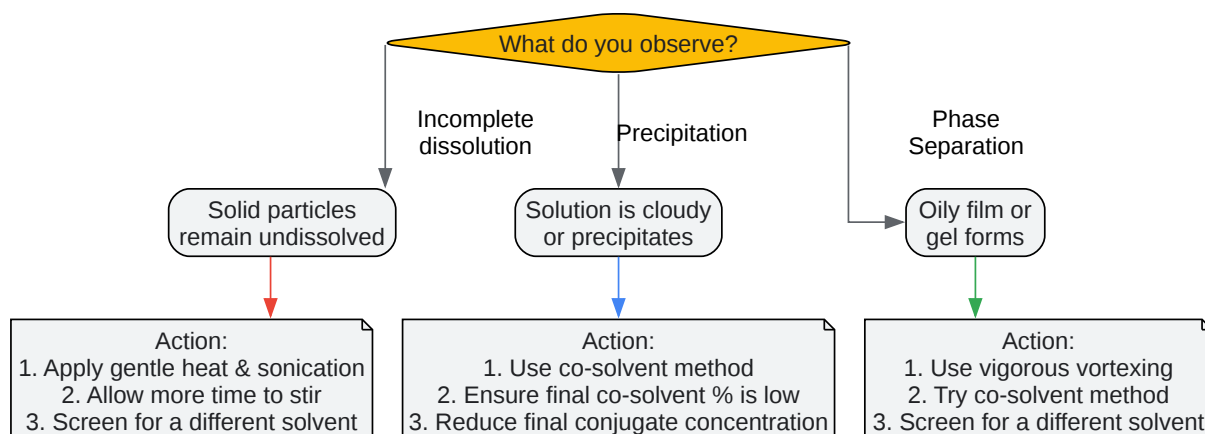 What do you observe?
Incomplete
dissolution
Precipitation
Phase
Separation
Solid particles
remain undissolved
Solution is cloudy
or precipitates
Oily film or
gel forms
Action:
1. Apply gentle heat & sonication
2. Allow more time to stir
3. Screen for a different solvent
Action:
1. Use co-solvent method
2. Ensure final co-solvent % is low
3. Reduce final conjugate concentration
Action:
1. Use vigorous vortexing
2. Try co-solvent method
3. Screen for a different solvent